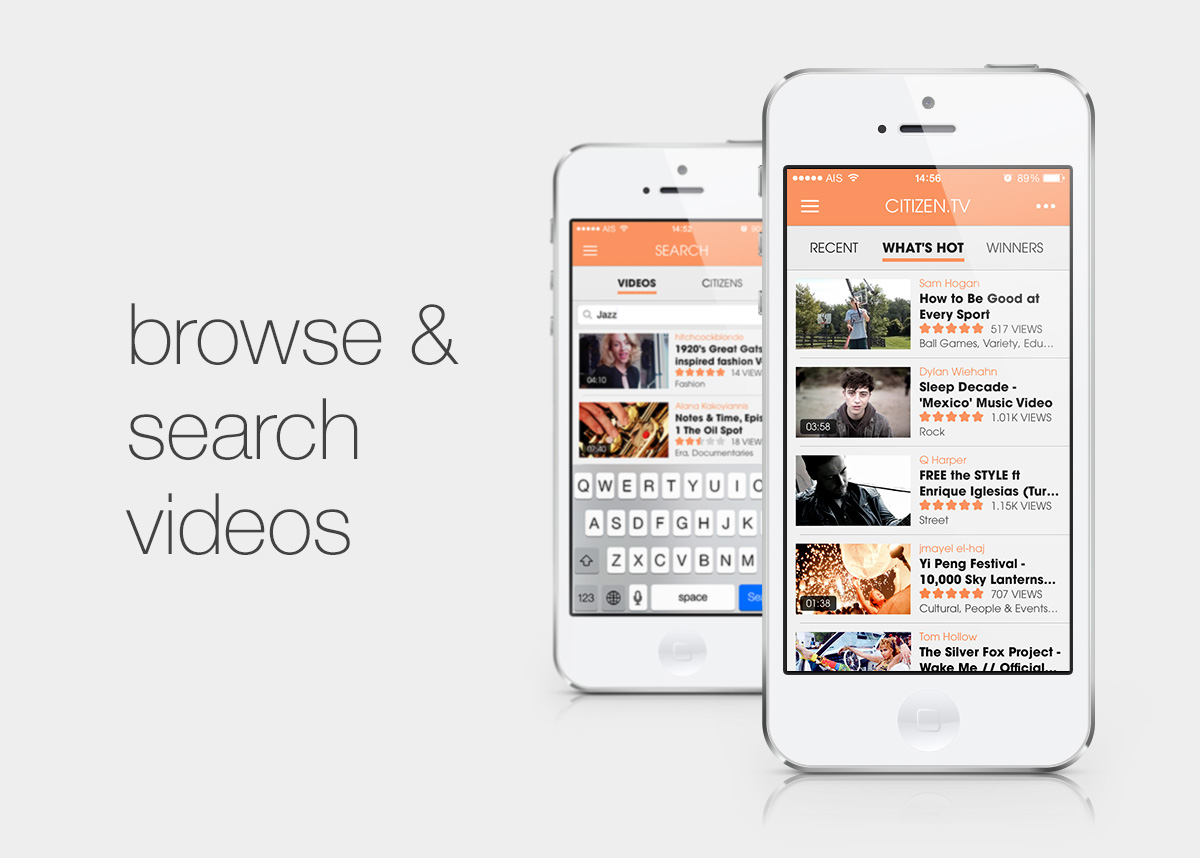 browse &
search
videos
AIS
14:52
SEARCH
VIDEOS
CITIZENS
Jazz
hitchcockblonde
1920's Great Gats
inspired fashion
14 VIEW
Fashion
04:10
Alana Kakoyiannis
Notes & Time, Epi
1 The Oil Spot
18 VIEW
Era, Documentaries
07:40
Q W E R T Y U I
A S D F G H J K
Z X C V B N M
123
space
AIS
14:56
89%
CITIZEN.TV
RECENT
WHAT'S HOT
WINNERS
Sam Hogan
How to Be Good at
Every Sport
517 VIEWS
Ball Games, Variety, Edu...
Dylan Wiehahn
Sleep Decade -
'Mexico' Music Video
1.01K VIEWS
Rock
03:58
Q Harper
FREE the STYLE ft
Enrique Iglesias (Tur...
1.15K VIEWS
Street
jmayel el-haj
Yi Peng Festival -
10,000 Sky Lanterns...
707 VIEWS
Cultural, People & Events...
01:38
Tom Hollow
The Silver Fox Project -
Wake Me // Official...